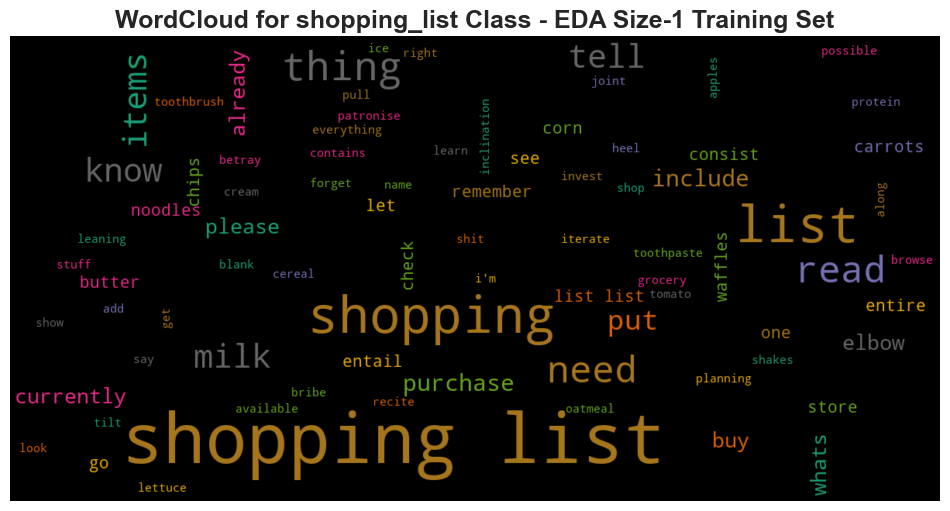 WordCloud for shopping_list Class - EDA Size-1 Training Set
ice
right
possible
thing
tell
items
already
joint
apples
toothbrush
pull
protein
patronise
everything
inclination
corn
carrots
know
betray
contains
learn
see
heel
consist
chips
cream
forget
name
remember
invest
shop
include
along
noodles
let
list
please
leaning
shit
iterate
toothpaste
waffles
browse
stuff
blank
cereal
check
i'm
grocery
read
butter
list list
tomato
entire
add
get
show
shopping
put
one
elbow
milk
say
entail
need
shakes
purchase
planning
currently
bribe
available
recite
oatmeal
store
tilt
shopping list
buy
whats
look
go
lettuce